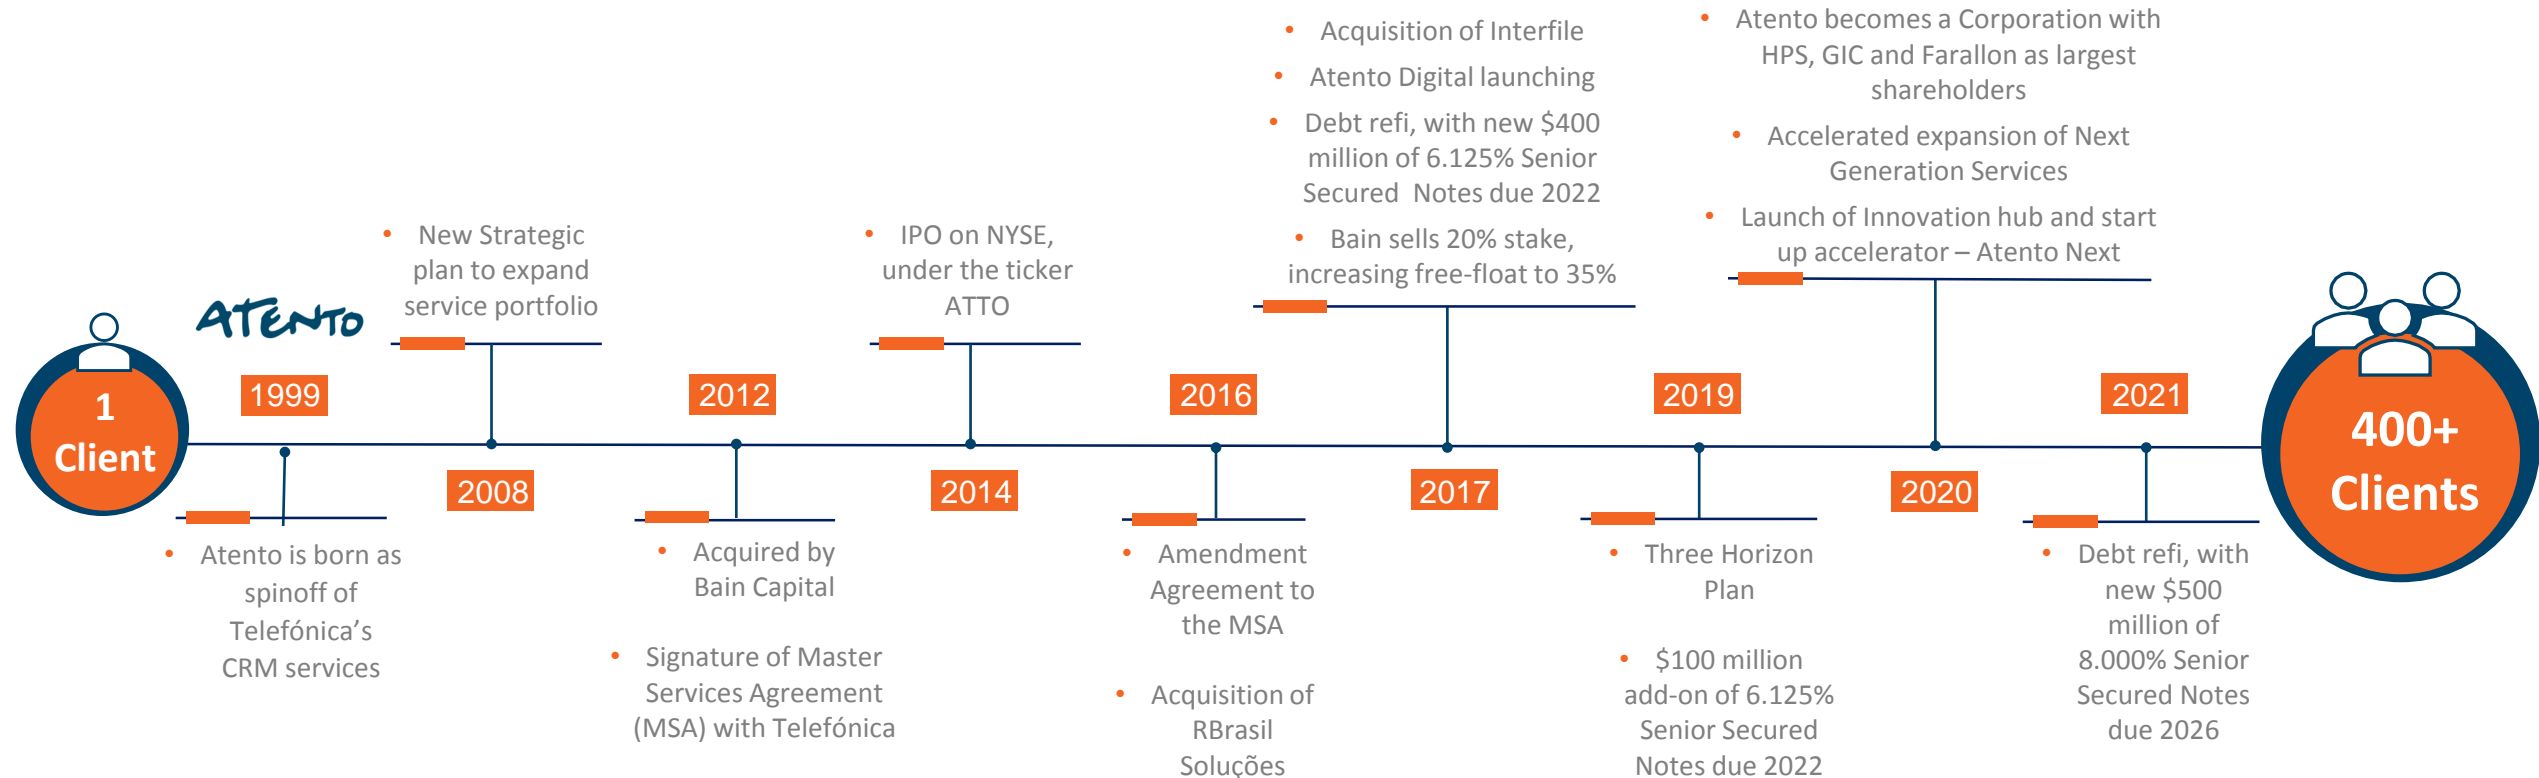 1
Client
ATENTO
1999
• Atento is born as
spinoff of
Telefónica’s
CRM services
• New Strategic
plan to expand
service portfolio
2008
2012
• Acquired by
Bain Capital
• Signature of Master
Services Agreement
(MSA) with Telefónica
• IPO on NYSE,
under the ticker
ATTO
2014
2016
• Amendment
Agreement to
the MSA
• Acquisition of
RBrasil
Soluções
• Acquisition of Interfile
• Atento Digital launching
• Debt refi, with new $400
million of 6.125% Senior
Secured Notes due 2022
• Bain sells 20% stake,
increasing free-float to 35%
2017
2019
• Three Horizon
Plan
• $100 million
add-on of 6.125%
Senior Secured
Notes due 2022
• Atento becomes a Corporation with
HPS, GIC and Farallon as largest
shareholders
• Accelerated expansion of Next
Generation Services
• Launch of Innovation hub and start
up accelerator – Atento Next
2020
2021
• Debt refi, with
new $500
million of
8.000% Senior
Secured Notes
due 2026
400+
Clients